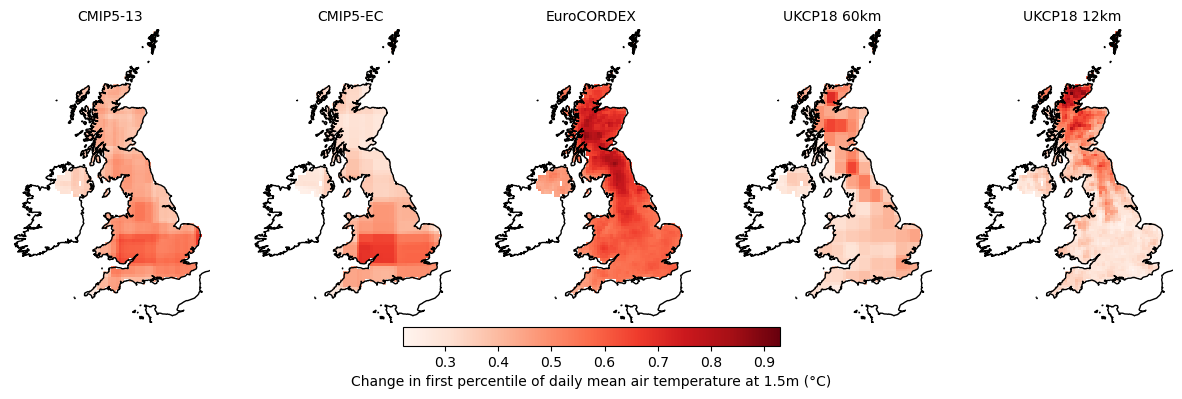 CMIP5-13
CMIP5-EC
EuroCORDEX
UKCP18 60km
UKCP18 12km
0.3 0.4 0.5 0.6 0.7 0.8 0.9
Change in first percentile of daily mean air temperature at 1.5m (°C)